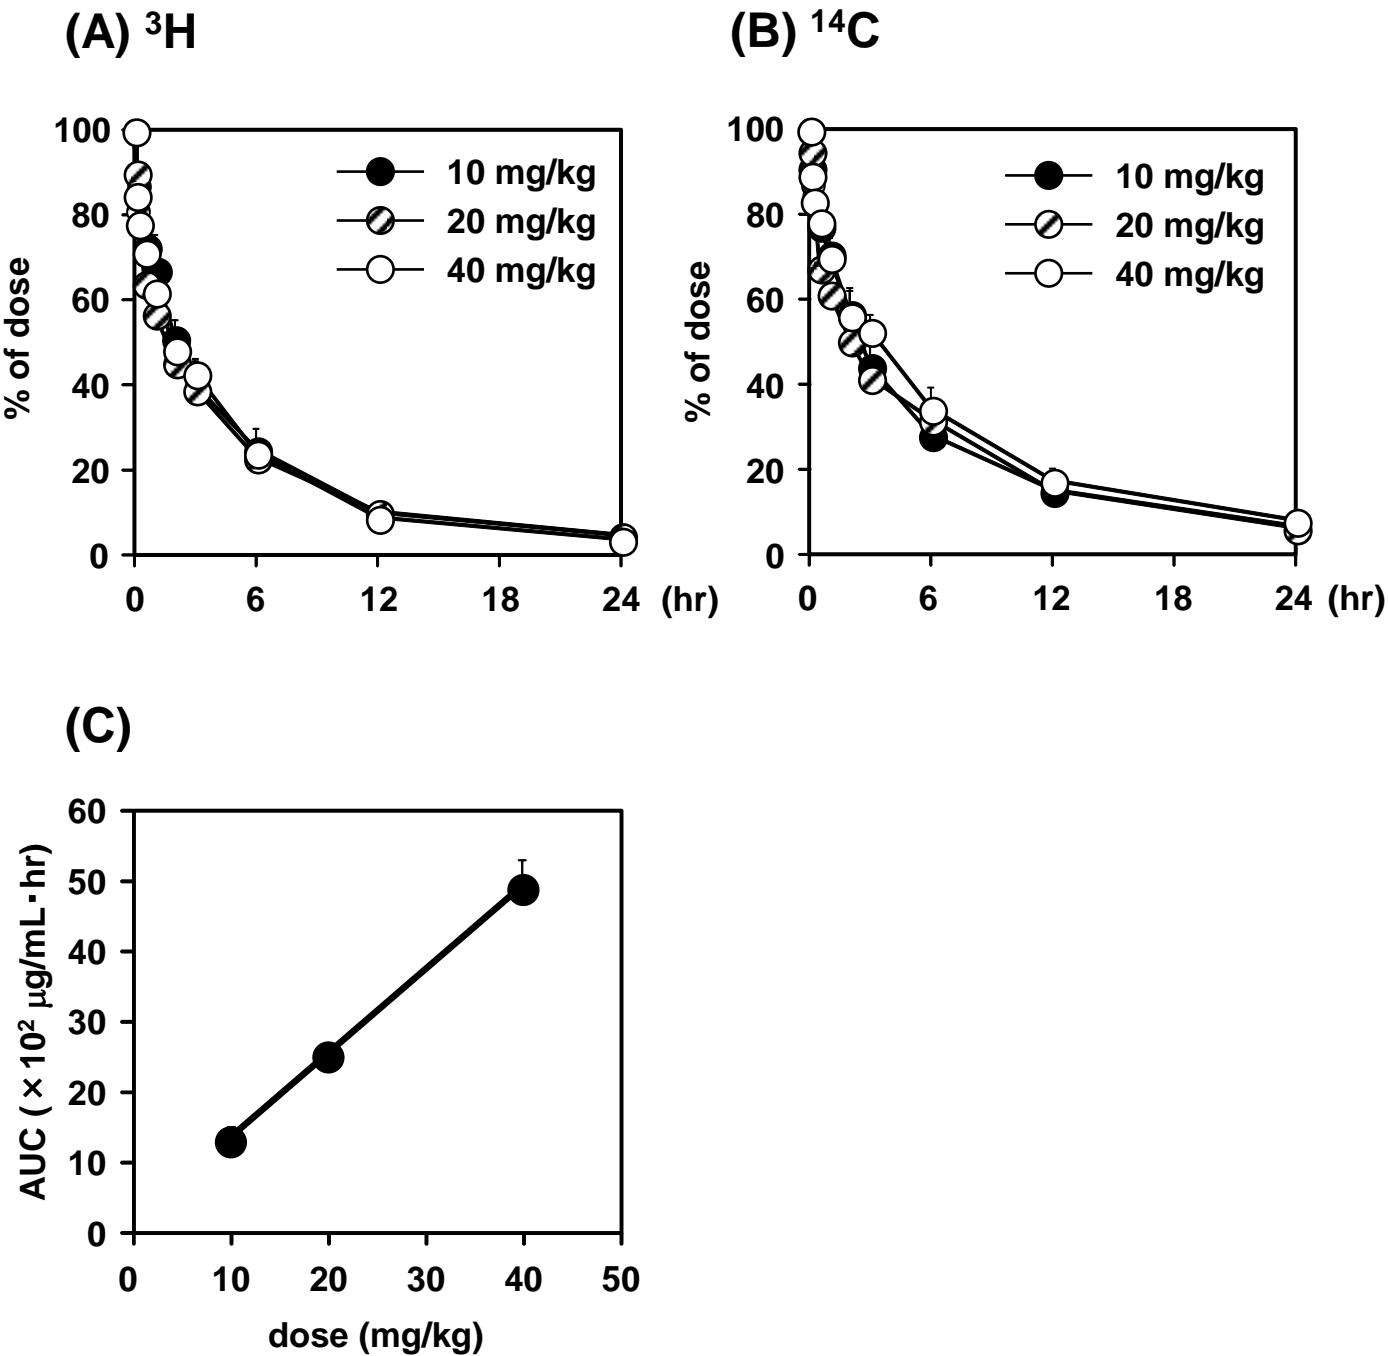 (A) ³H
100
80
60
40
20
0
% of dose
10 mg/kg
20 mg/kg
40 mg/kg
0 6 12 18 24 (hr)
(B) ¹⁴C
100
80
60
40
20
0
% of dose
10 mg/kg
20 mg/kg
40 mg/kg
0 6 12 18 24 (hr)
(C)
60
50
40
30
20
10
0
AUC (×10² μg/mL·hr)
0 10 20 30 40 50
dose (mg/kg)